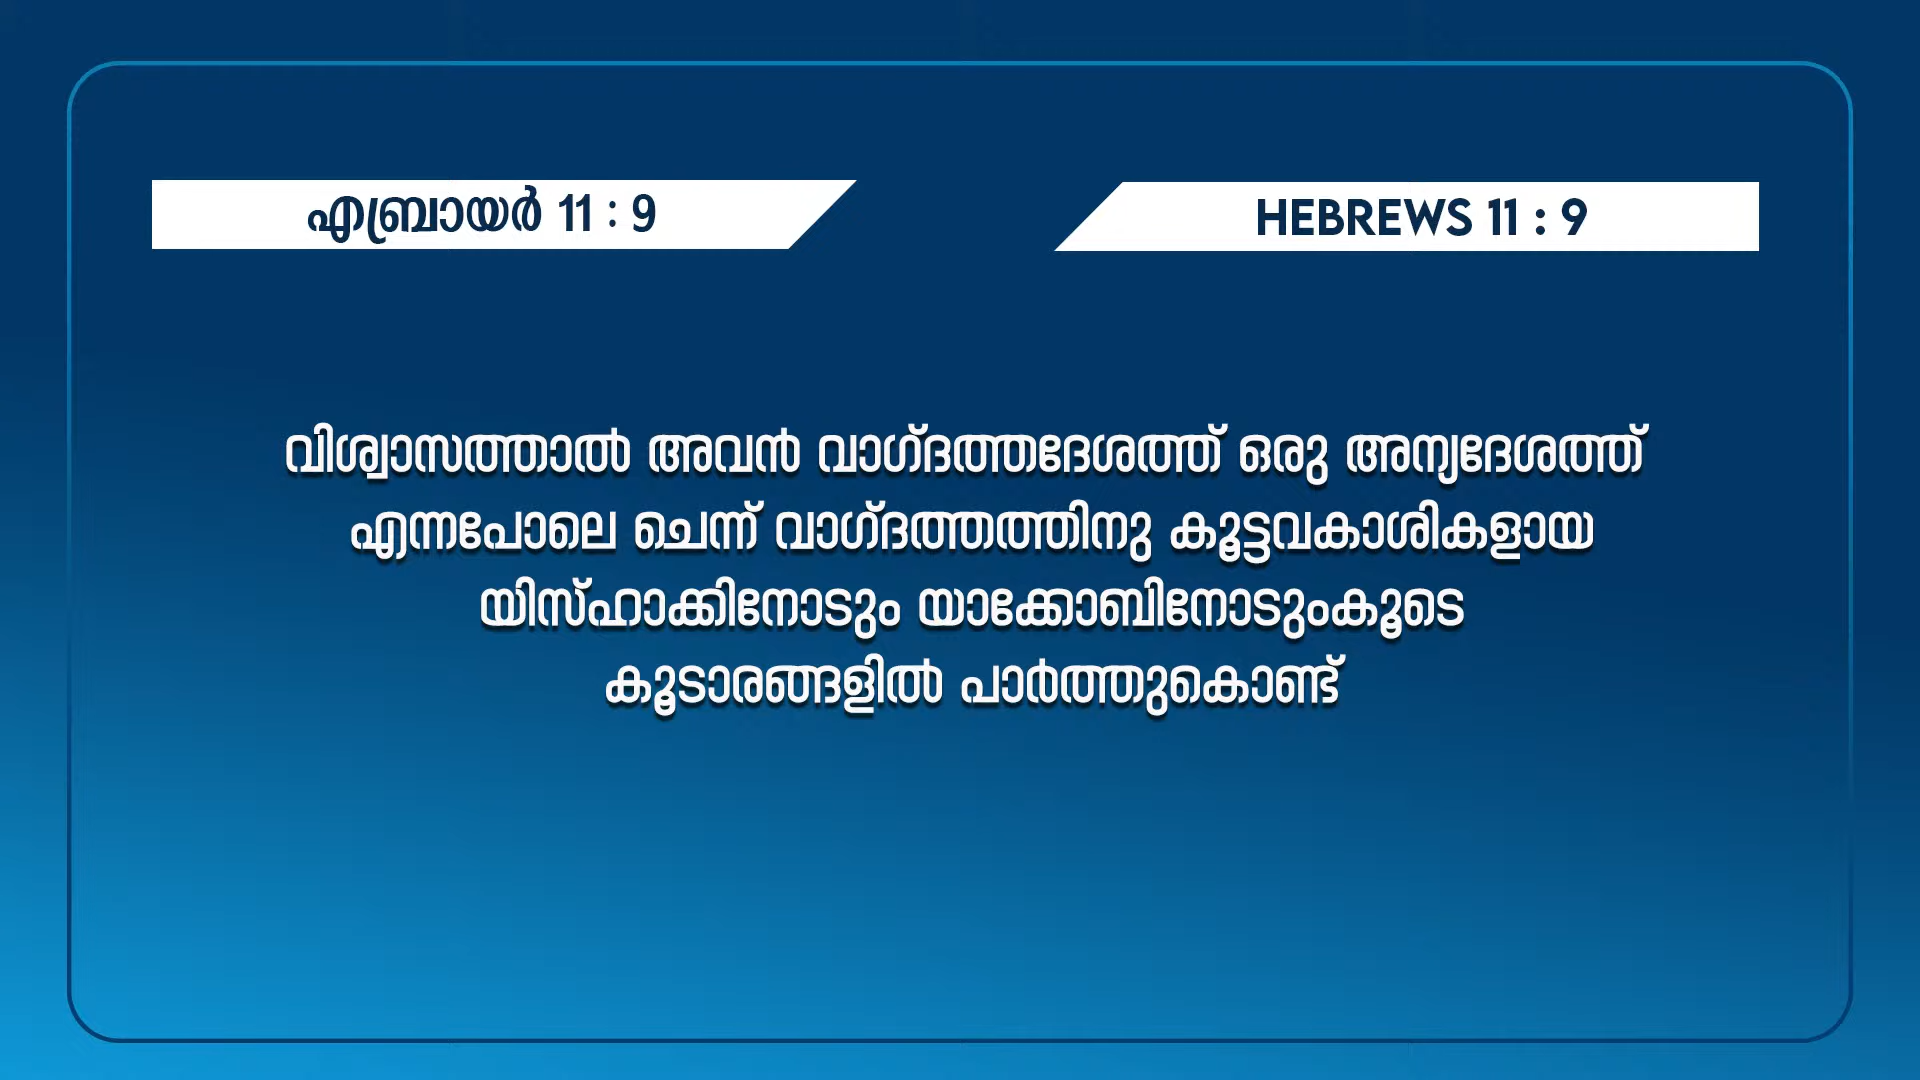 എബ്രായർ 11 : 9
HEBREWS 11 : 9
വിശ്വാസത്താൽ അവൻ വാഗ്ദത്തദേശത്ത് ഒരു അന്യദേശത്ത്
എന്നപോലെ ചെന്ന് വാഗ്ദത്തത്തിനു കൂട്ടവകാശികളായ
യിസ്ഹാക്കിനോടും യാക്കോബിനോടുംകൂടെ
കൂടാരങ്ങളിൽ പാർത്തുകൊണ്ട്